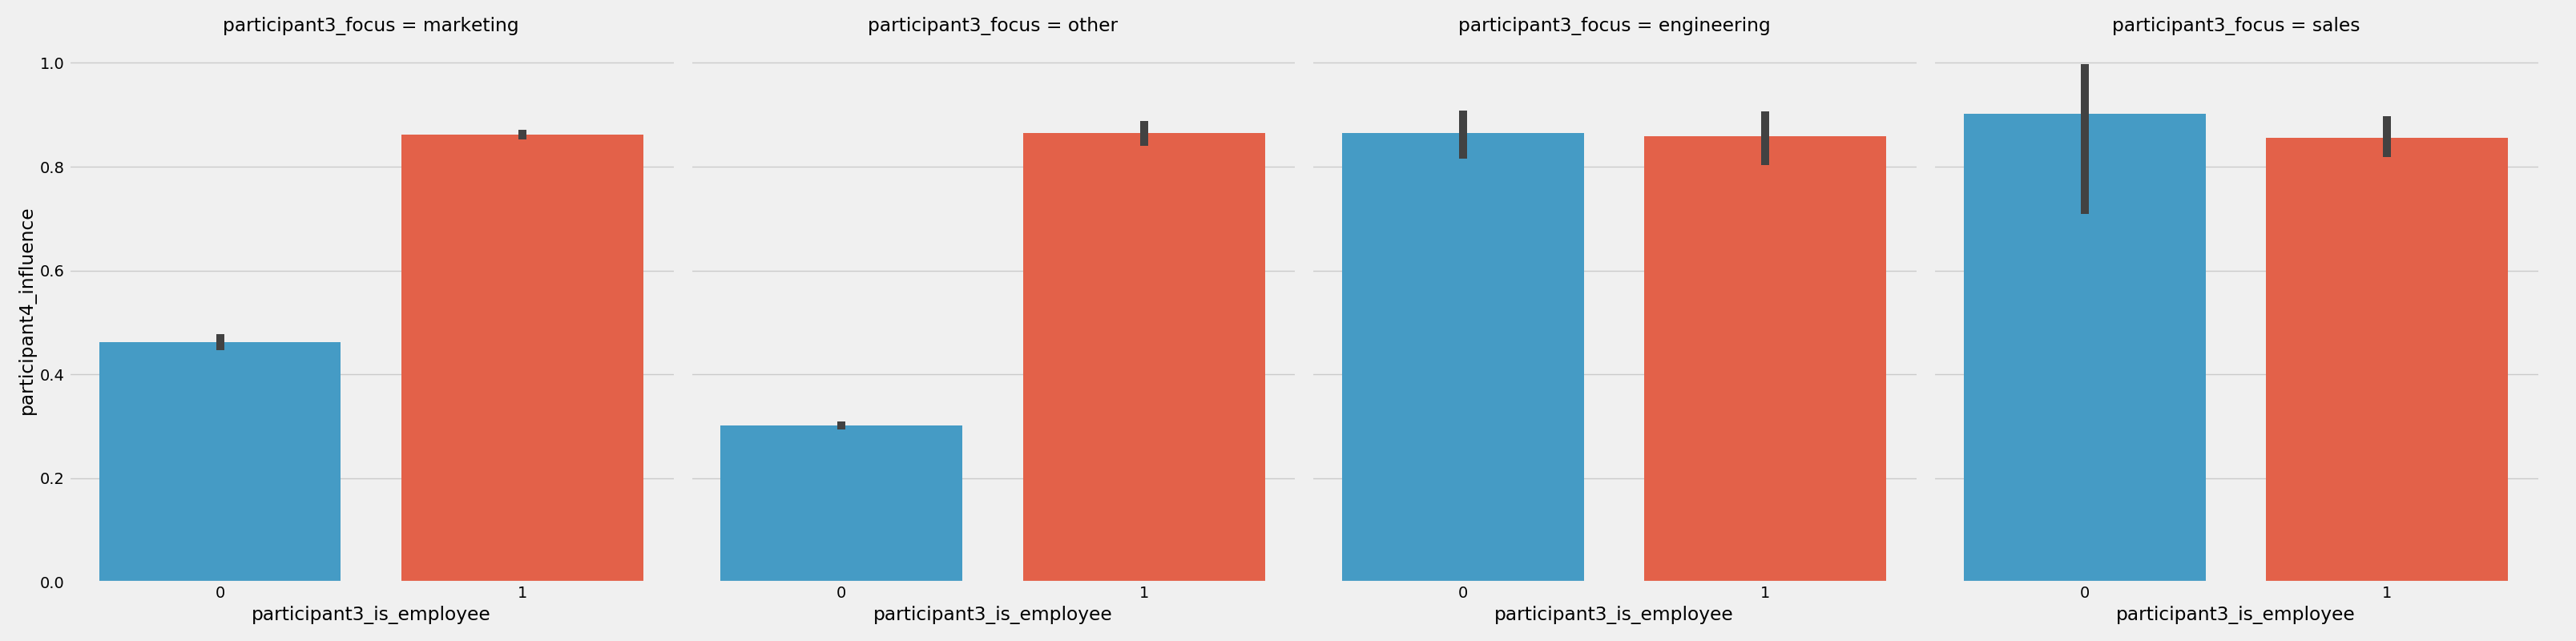 participant3_focus = marketing
participant3_focus = other
participant3_focus = engineering
participant3_focus = sales
participant4_influence
1.0
0.8
0.6
0.4
0.2
0.0
0 1
0 1
0 1
0 1
participant3_is_employee
participant3_is_employee
participant3_is_employee
participant3_is_employee